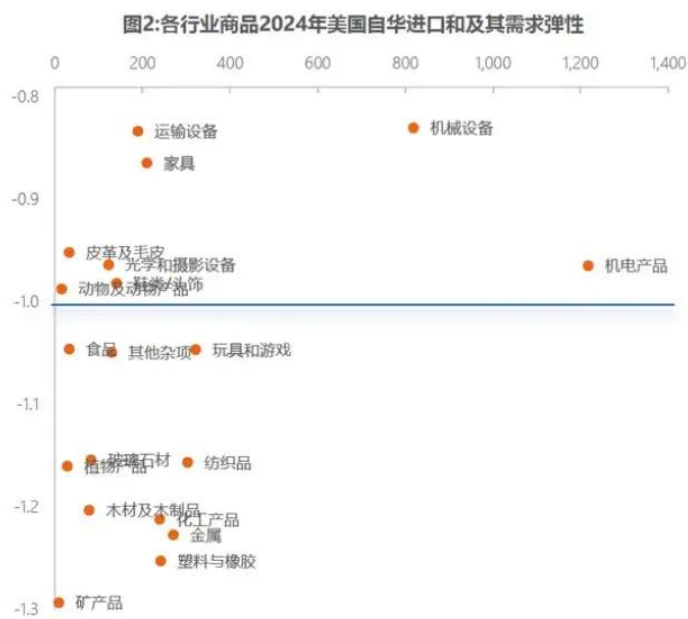 图2:各行业商品2024年美国自华进口和及其需求弹性
0 200 400 600 800 1,000 1,200 1,400
-0.8
运输设备 机械设备
家具
-0.9
皮革及毛皮
光学和摄影设备 机电产品
鞋类/头饰
动物及动物产品
-1.0
食品 其他杂项 玩具和游戏
-1.1
玻璃石材 纺织品
植物产品
-1.2
木材及木制品
化工产品
金属
塑料与橡胶
矿产品
-1.3